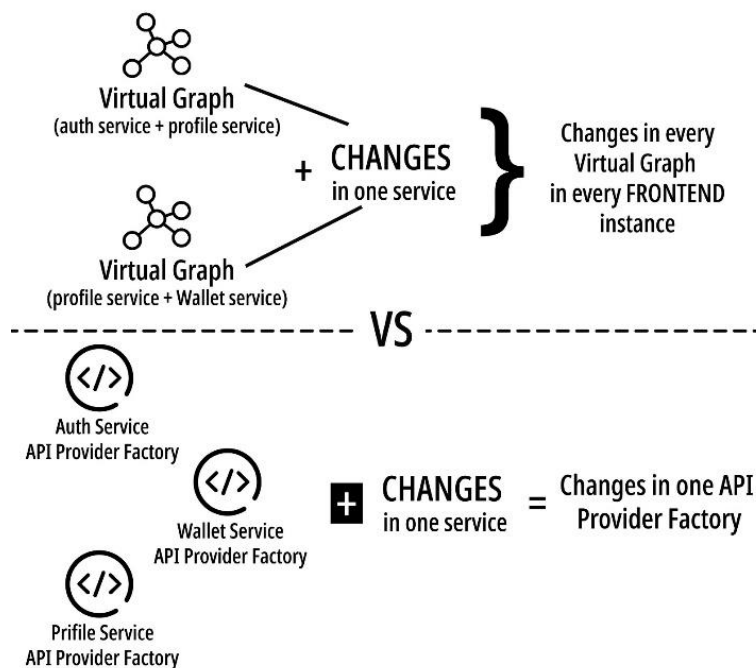 Virtual Graph
(auth service + profile service)
+ CHANGES
in one service
}
Changes in every
Virtual Graph
in every FRONTEND
instance
Virtual Graph
(profile service + Wallet service)
VS
</>
Auth Service
API Provider Factory
</>
Wallet Service
API Provider Factory
</>
Prifile Service
API Provider Factory
+ CHANGES
in one service
=
Changes in one API
Provider Factory